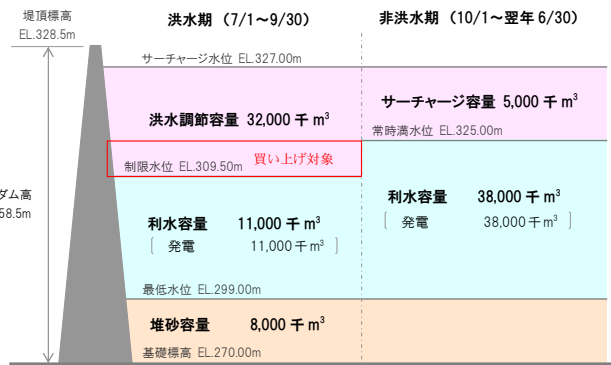 堤頂標高
EL.328.5m
洪水期（7/1～9/30）
非洪水期（10/1～翌年 6/30）
サーチャージ水位 EL.327.00m
洪水調節容量 32,000 千 m³
サーチャージ容量 5,000 千 m³
常時満水位 EL.325.00m
制限水位 EL.309.50m
買い上げ対象
ダム高
58.5m
利水容量 11,000 千 m³
［ 発電 11,000千 m³ ］
利水容量 38,000 千 m³
［ 発電 38,000千 m³ ］
最低水位 EL.299.00m
堆砂容量 8,000 千 m³
基礎標高 EL.270.00m